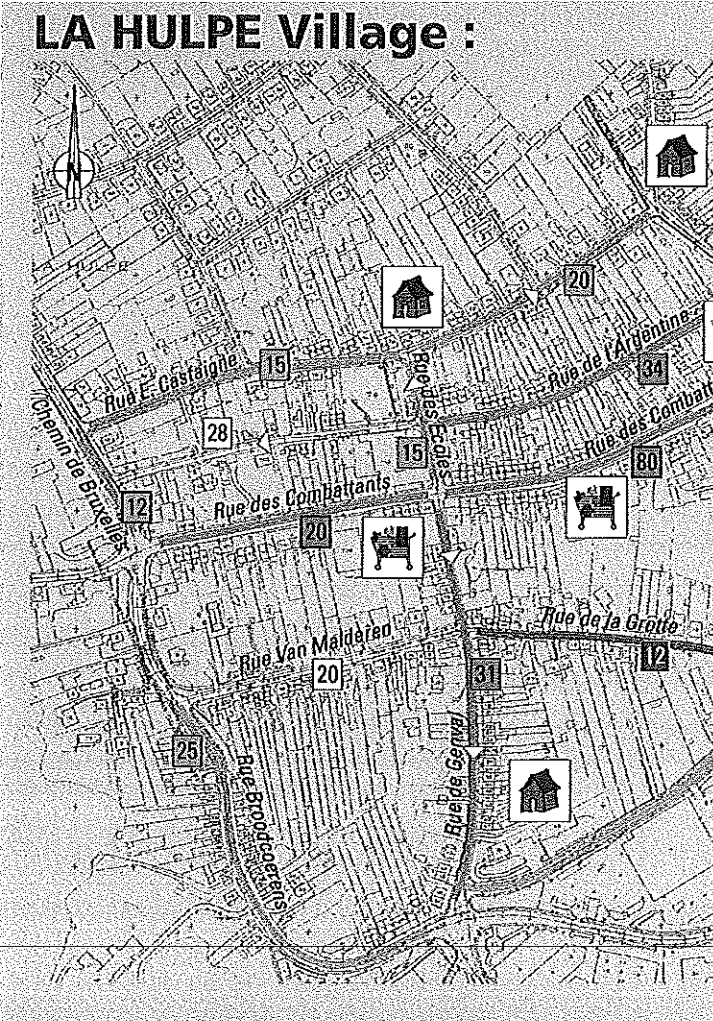 LA HULPE Village :
N
LA HULPE
20
Rue F. Castaigne
15
Rue des Ecoles
Rue de l'Argentine
34
28
15
Rue des Combatt
80
Chemin de Bruxelles
12
Rue des Combattants
20
Rue de la Grotte
12
Rue Van Malderen
20
31
25
Rue Broodcoorens
Rue de Genval